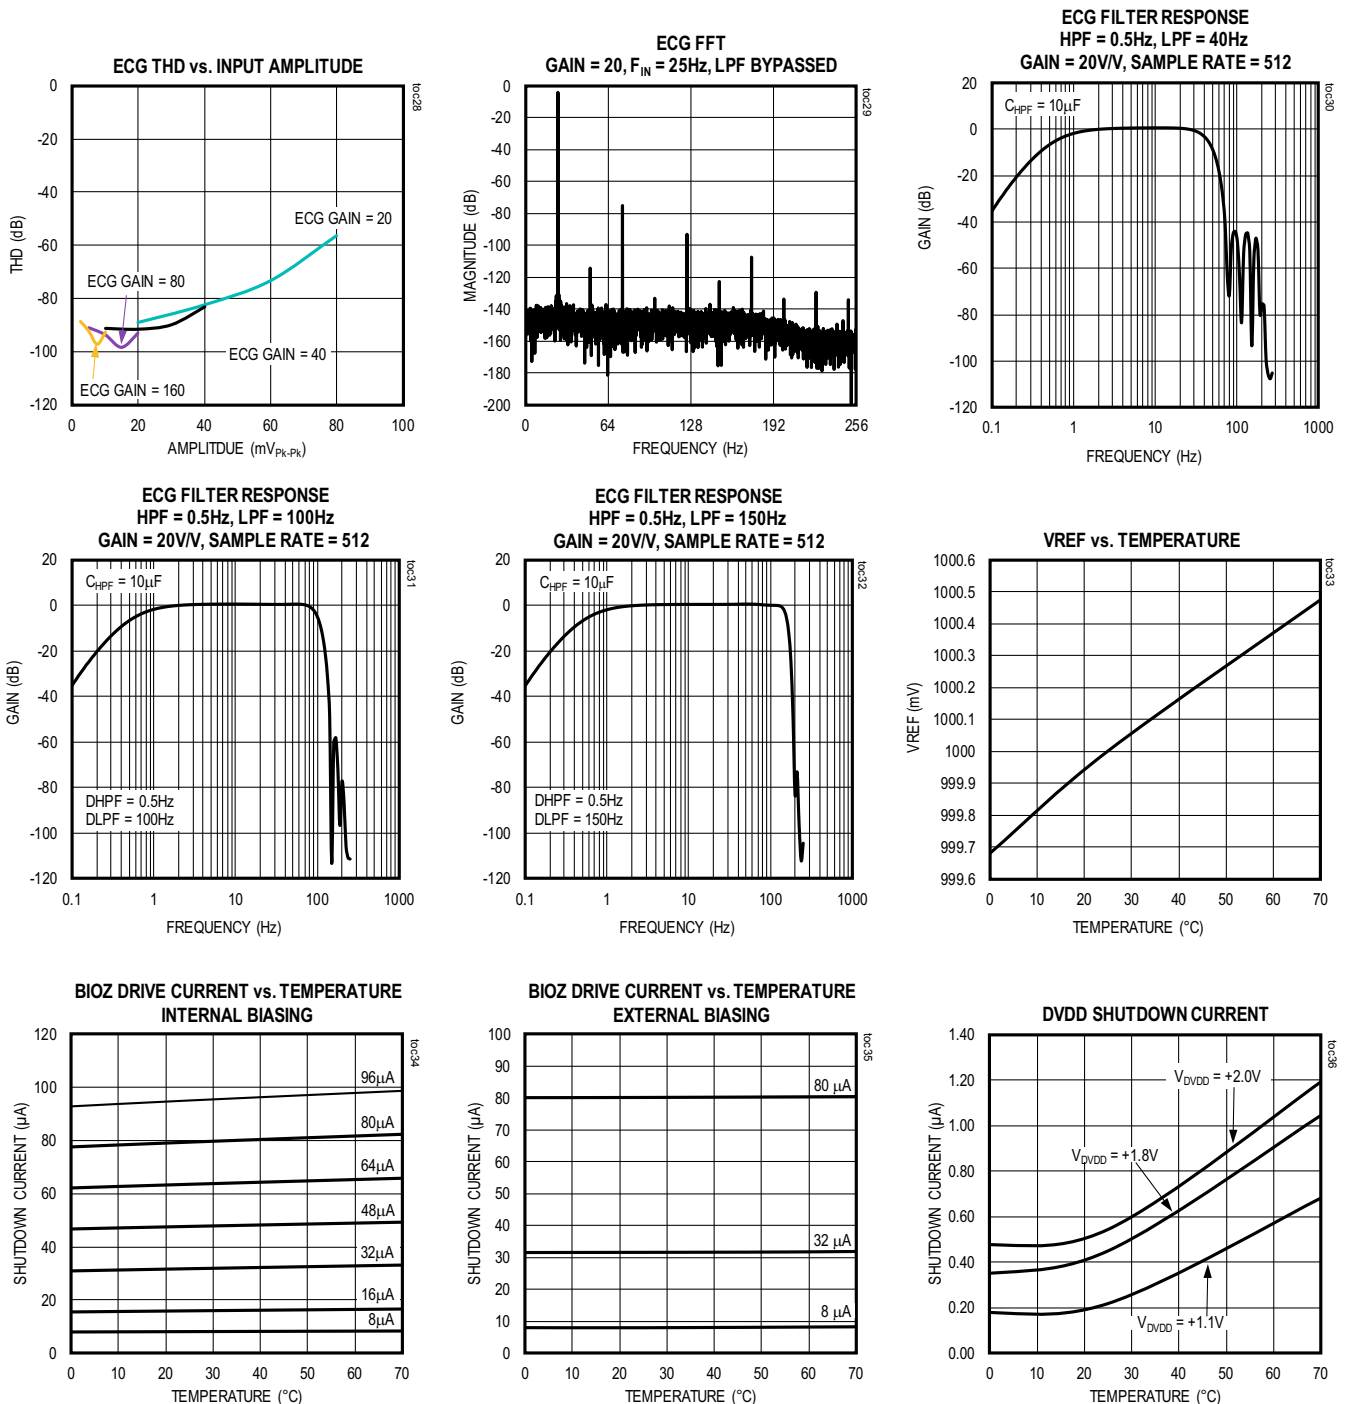 ECG THD vs. INPUT AMPLITUDE
toc28
0
-20
-40
-60
-80
-100
-120
THD (dB)
ECG GAIN = 20
ECG GAIN = 80
ECG GAIN = 40
ECG GAIN = 160
0 20 40 60 80 100
AMPLITDUE (mVPk-Pk)
ECG FFT
GAIN = 20, FIN = 25Hz, LPF BYPASSED
toc29
0
-20
-40
-60
-80
-100
-120
-140
-160
-180
-200
MAGNITUDE (dB)
0 64 128 192 256
FREQUENCY (Hz)
ECG FILTER RESPONSE
HPF = 0.5Hz, LPF = 40Hz
GAIN = 20V/V, SAMPLE RATE = 512
toc30
CHPF = 10µF
20
0
-20
-40
-60
-80
-100
-120
GAIN (dB)
0.1 1 10 100 1000
FREQUENCY (Hz)
ECG FILTER RESPONSE
HPF = 0.5Hz, LPF = 100Hz
GAIN = 20V/V, SAMPLE RATE = 512
toc31
CHPF = 10µF
20
0
-20
-40
-60
-80
-100
-120
GAIN (dB)
DHPF = 0.5Hz
DLPF = 100Hz
0.1 1 10 100 1000
FREQUENCY (Hz)
ECG FILTER RESPONSE
HPF = 0.5Hz, LPF = 150Hz
GAIN = 20V/V, SAMPLE RATE = 512
toc32
CHPF = 10µF
20
0
-20
-40
-60
-80
-100
-120
GAIN (dB)
DHPF = 0.5Hz
DLPF = 150Hz
0.1 1 10 100 1000
FREQUENCY (Hz)
VREF vs. TEMPERATURE
toc33
1000.6
1000.5
1000.4
1000.3
1000.2
1000.1
1000
999.9
999.8
999.7
999.6
VREF (mV)
0 10 20 30 40 50 60 70
TEMPERATURE (°C)
BIOZ DRIVE CURRENT vs. TEMPERATURE
INTERNAL BIASING
toc34
120
100
80
60
40
20
0
SHUTDOWN CURRENT (µA)
96µA
80µA
64µA
48µA
32µA
16µA
8µA
0 10 20 30 40 50 60 70
TEMPERATURE (°C)
BIOZ DRIVE CURRENT vs. TEMPERATURE
EXTERNAL BIASING
toc35
100
90
80
70
60
50
40
30
20
10
0
SHUTDOWN CURRENT (µA)
80 µA
32 µA
8 µA
0 10 20 30 40 50 60 70
TEMPERATURE (°C)
DVDD SHUTDOWN CURRENT
toc36
1.40
1.20
1.00
0.80
0.60
0.40
0.20
0.00
SHUTDOWN CURRENT (µA)
VDVDD = +2.0V
VDVDD = +1.8V
VDVDD = +1.1V
0 10 20 30 40 50 60 70
TEMPERATURE (°C)